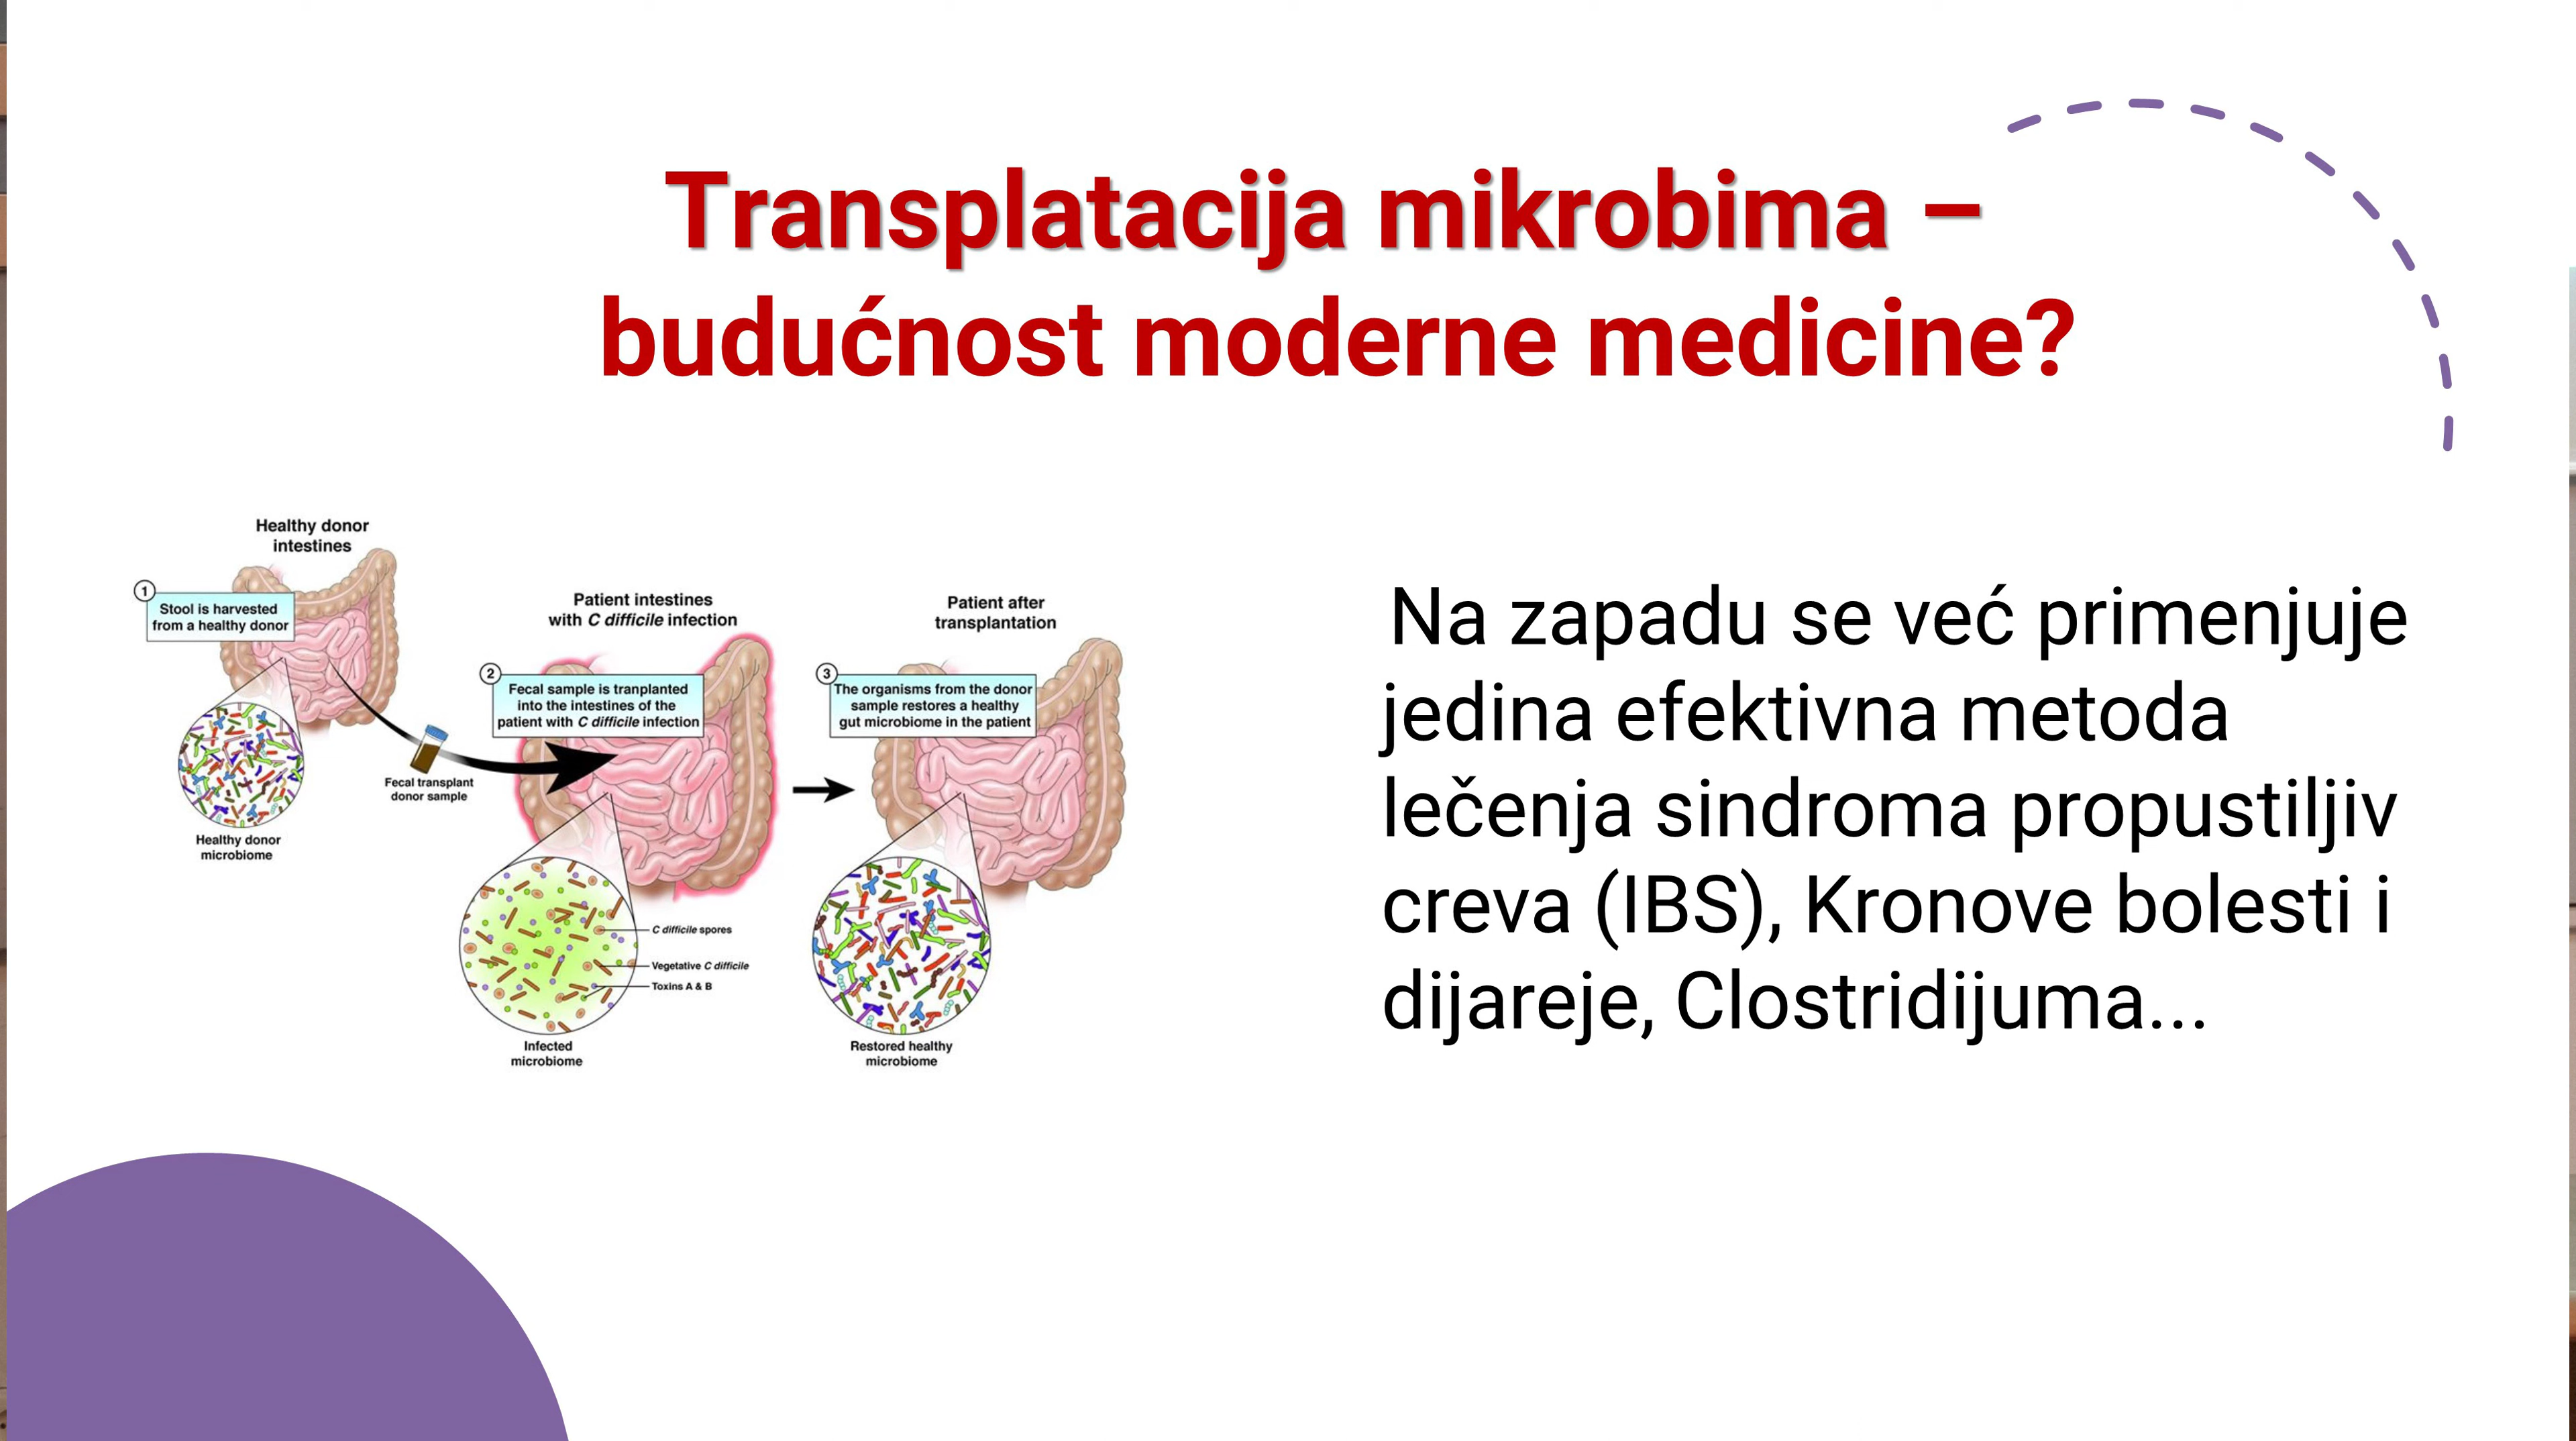 Transplatacija mikrobima –
budućnost moderne medicine?
Healthy donor
intestines
1
Stool is harvested
from a healthy donor
Healthy donor
microbiome
Fecal transplant
donor sample
Patient intestines
with C difficile infection
2
Fecal sample is tranplanted
into the intestines of the
patient with C difficile infection
C difficile spores
Vegetative C difficile
Toxins A & B
Infected
microbiome
Patient after
transplantation
3
The organisms from the donor
sample restores a healthy
gut microbiome in the patient
Restored healthy
microbiome
Na zapadu se već primenjuje
jedina efektivna metoda
lečenja sindroma propustiljiv
creva (IBS), Kronove bolesti i
dijareje, Clostridijuma...